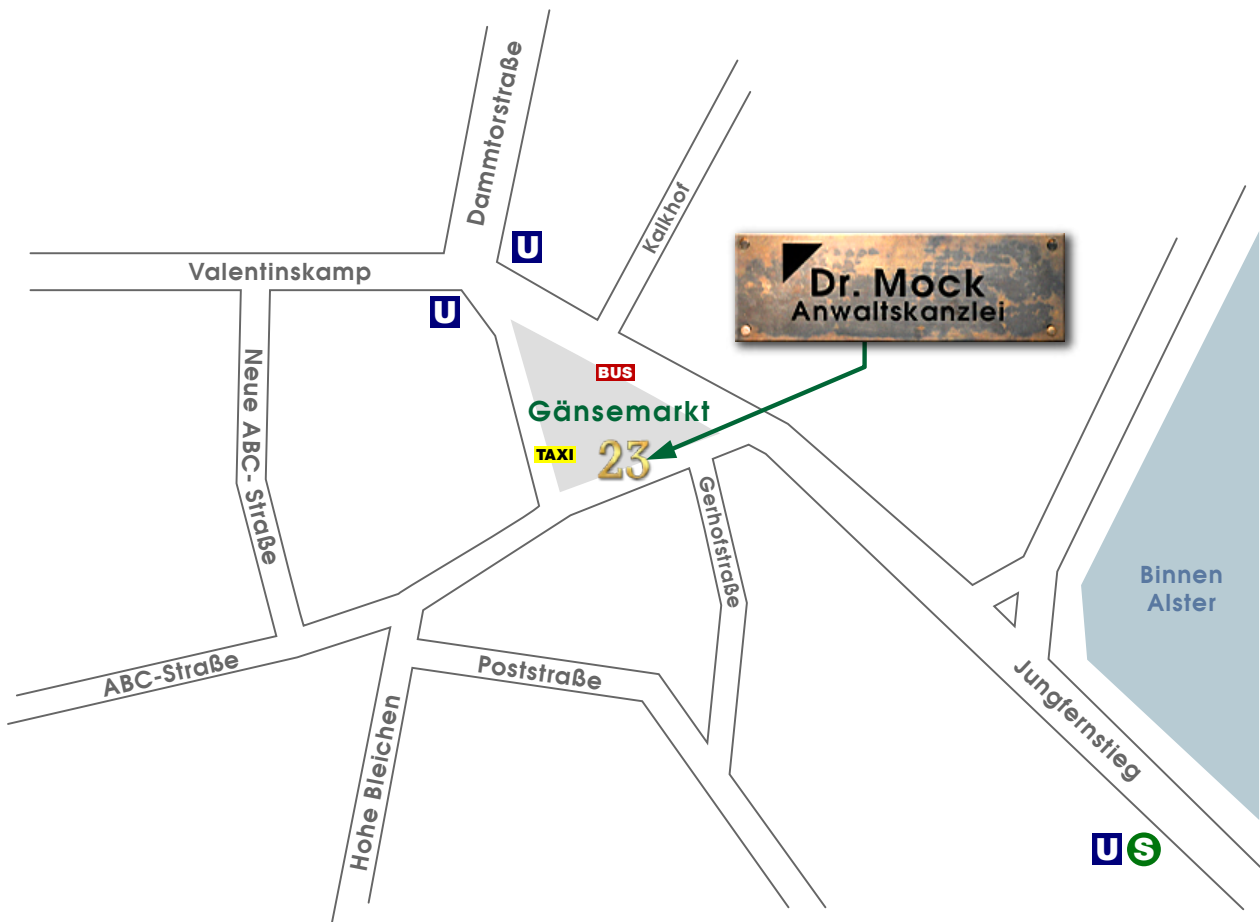 Dammtorstraße
Kalkhof
U
Valentinskamp
U
Dr. Mock
Anwaltskanzlei
Neue ABC- Straße
BUS
Gänsemarkt
TAXI
23
Gerhofstraße
Binnen
Alster
ABC-Straße
Poststraße
Hohe Bleichen
Jungfernstieg
U S